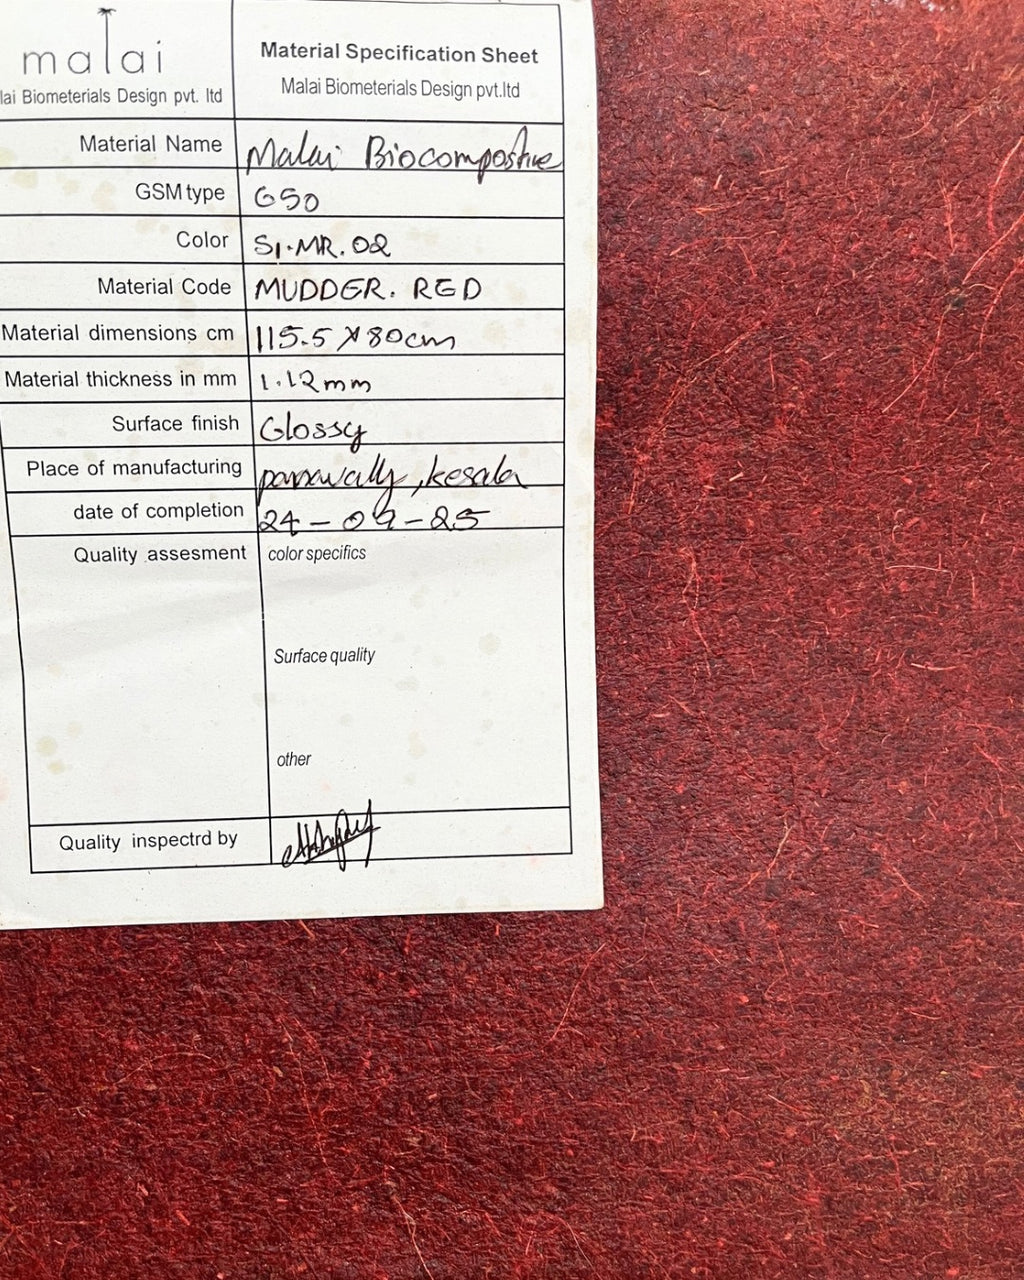 malai
lai Biometerials Design pvt. ltd
Material Specification Sheet
Malai Biometerials Design pvt.ltd
Material Name Malai Biocompostive
GSM type 650
Color S1.MR.02
Material Code MUDDER. RED
Material dimensions cm 115.5 X 80cm
Material thickness in mm 1.12mm
Surface finish Glossy
Place of manufacturing , kerala
date of completion 24-09-25
Quality assesment color specifics
Surface quality
other
Quality inspectrd by